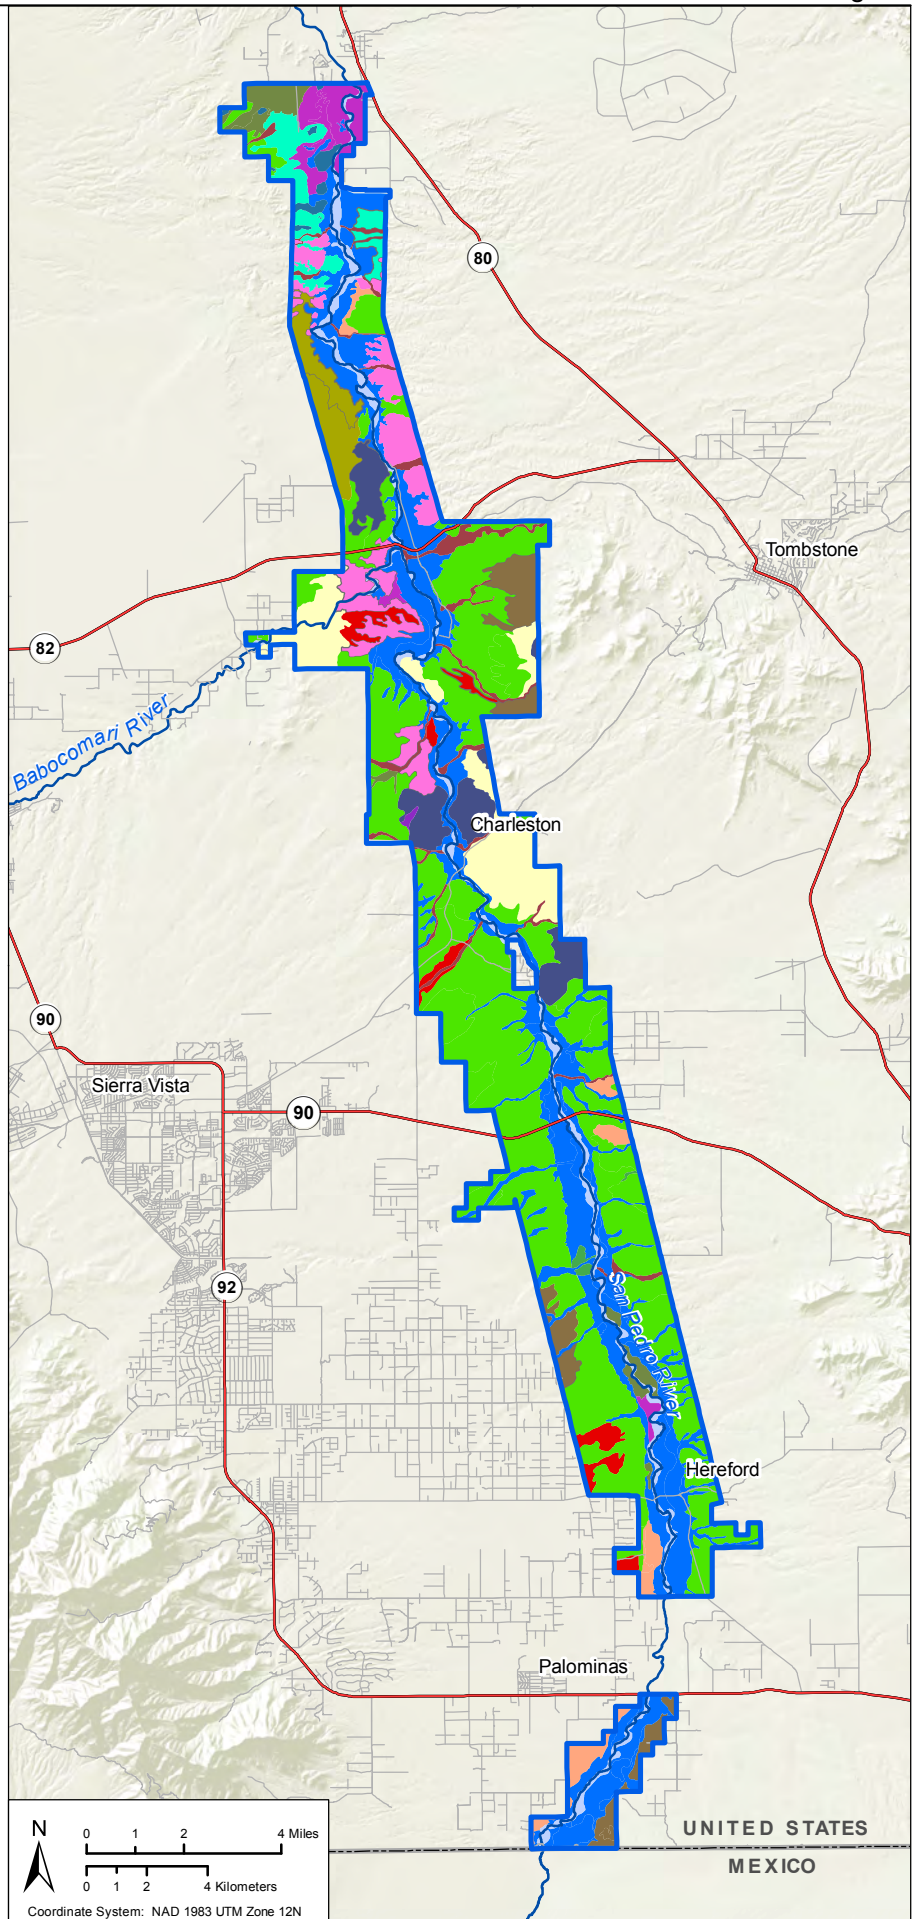 80
Tombstone
82
Babocomari River
Charleston
90
Sierra Vista
90
92
San Pedro River
Hereford
Palominas
UNITED STATES
MEXICO
N
0 1 2 4 Miles
0 1 2 4 Kilometers
Coordinate System: NAD 1983 UTM Zone 12N